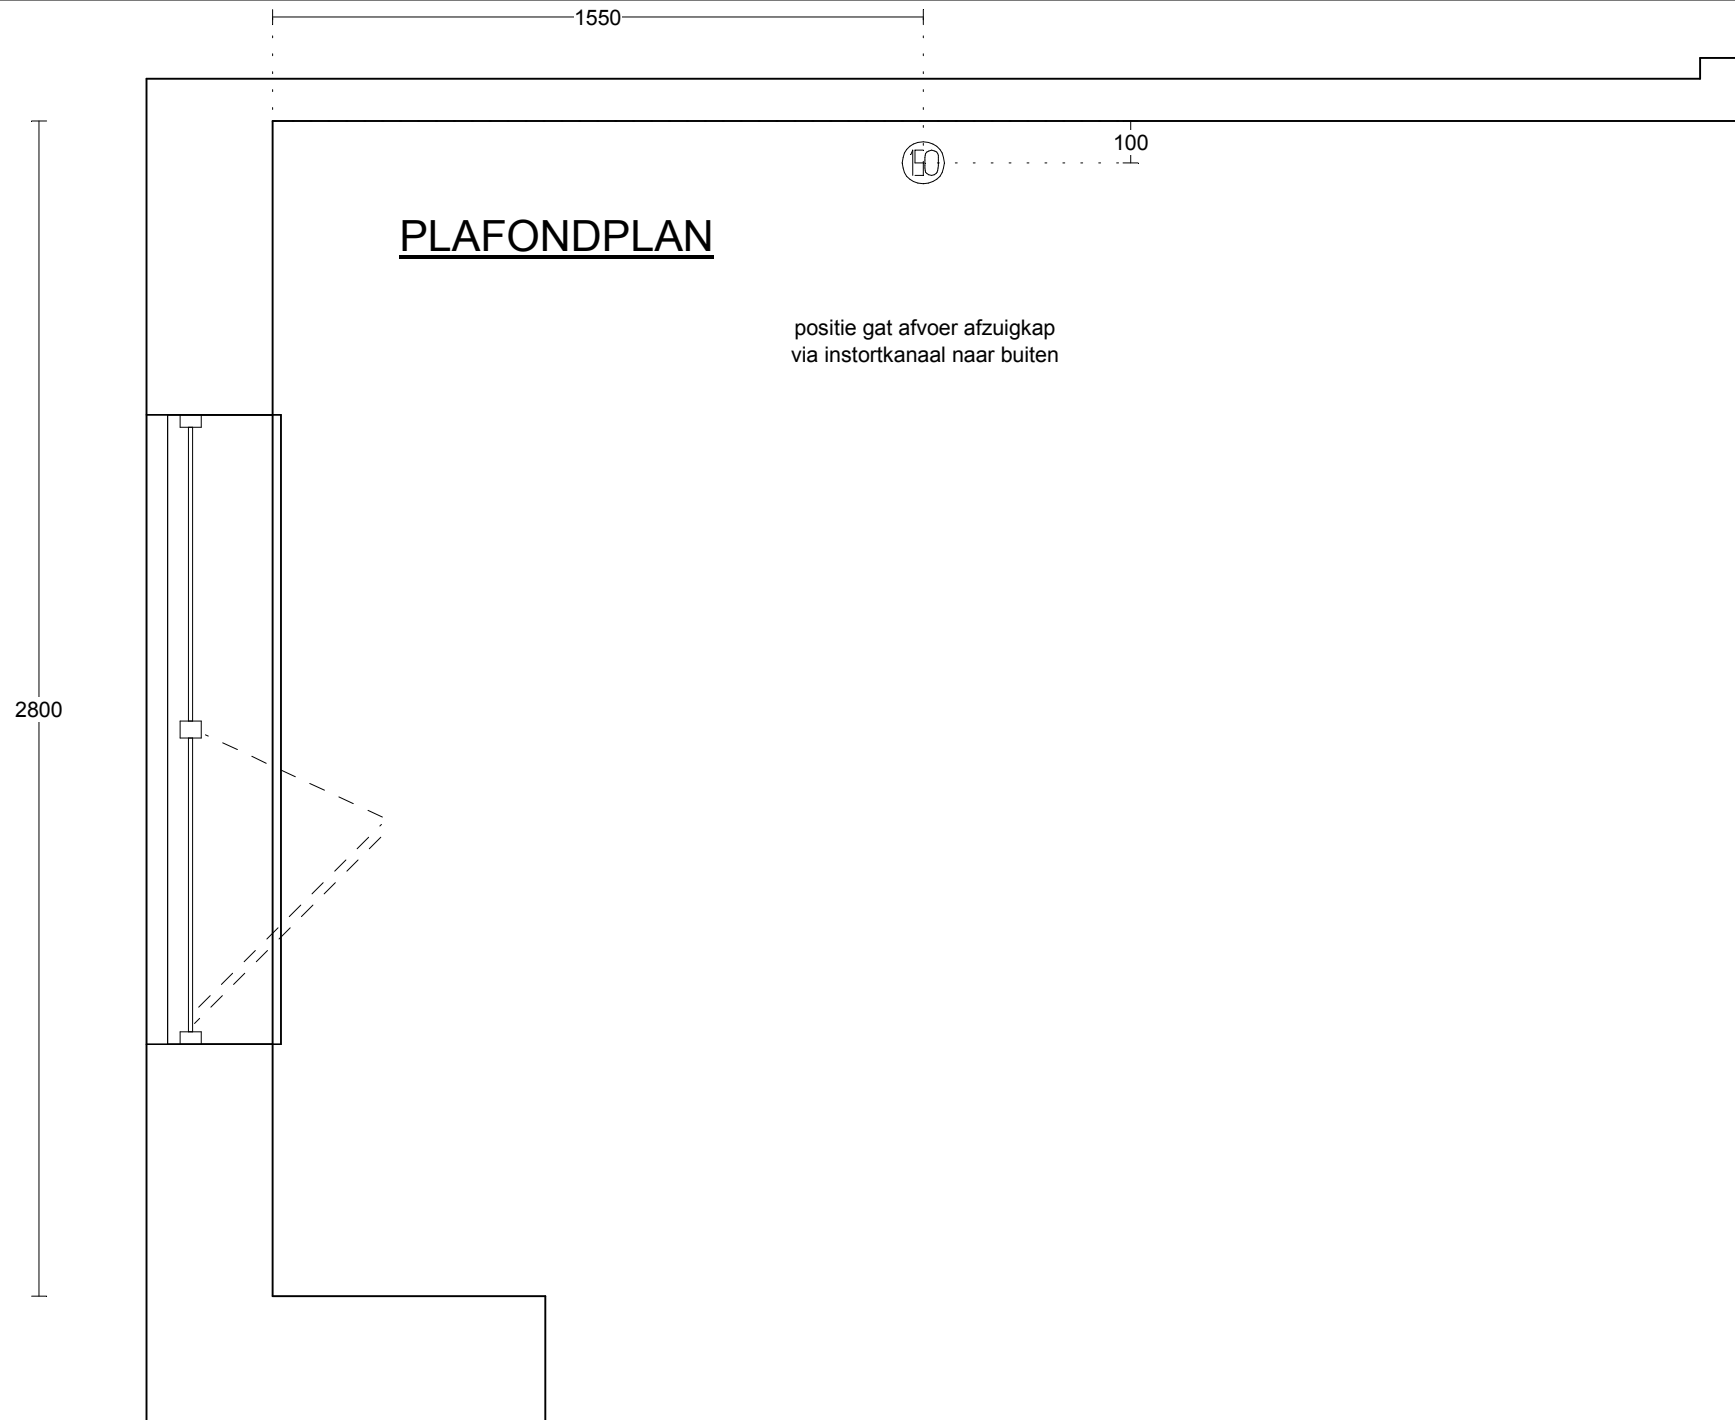 1550
100
150
PLAFONDPLAN
positie gat afvoer afzuigkap
via instortkanaal naar buiten
2800